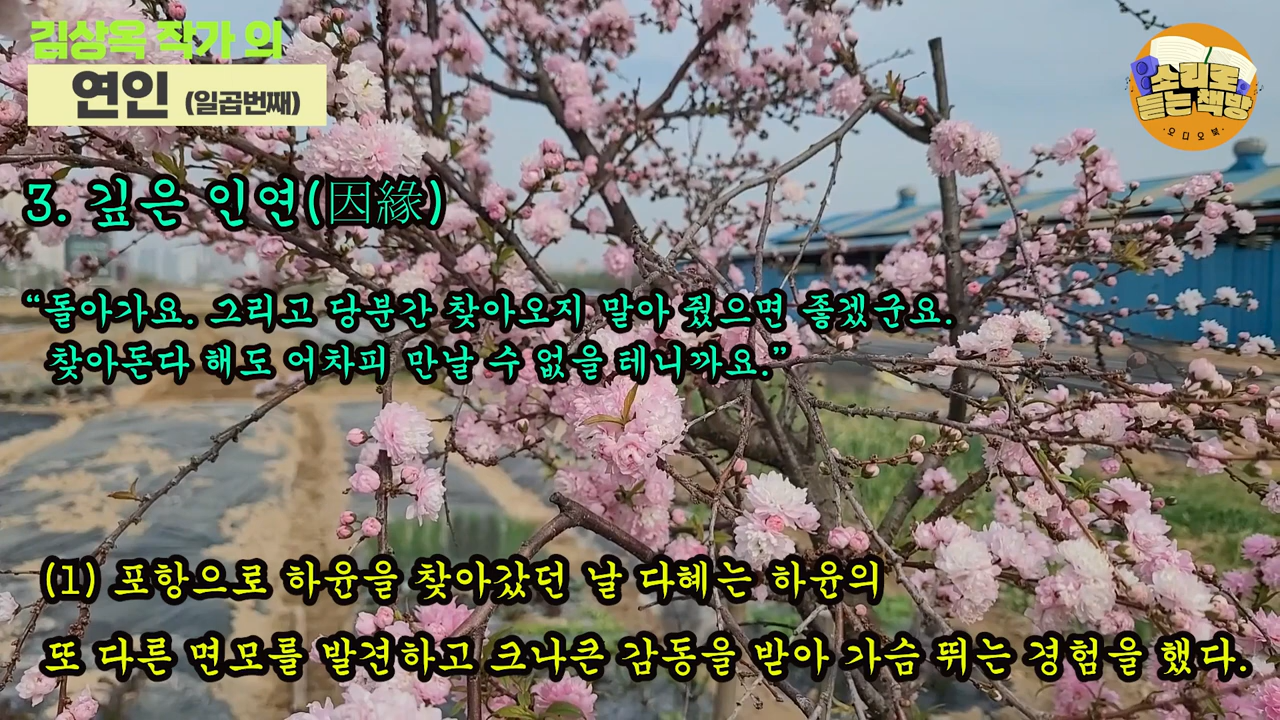 김상옥 작가 의
연인 (일곱번째)
소리로
듣는 책방
·오디오북·
3. 깊은 인연(因緣)
“돌아가요. 그리고 당분간 찾아오지 말아 줬으면 좋겠군요.
찾아돈다 해도 어차피 만날 수 없을 테니까요.”
(1) 포항으로 하윤을 찾아갔던 날 다혜는 하윤의
또 다른 면모를 발견하고 크나큰 감동을 받아 가슴 뛰는 경험을 했다.